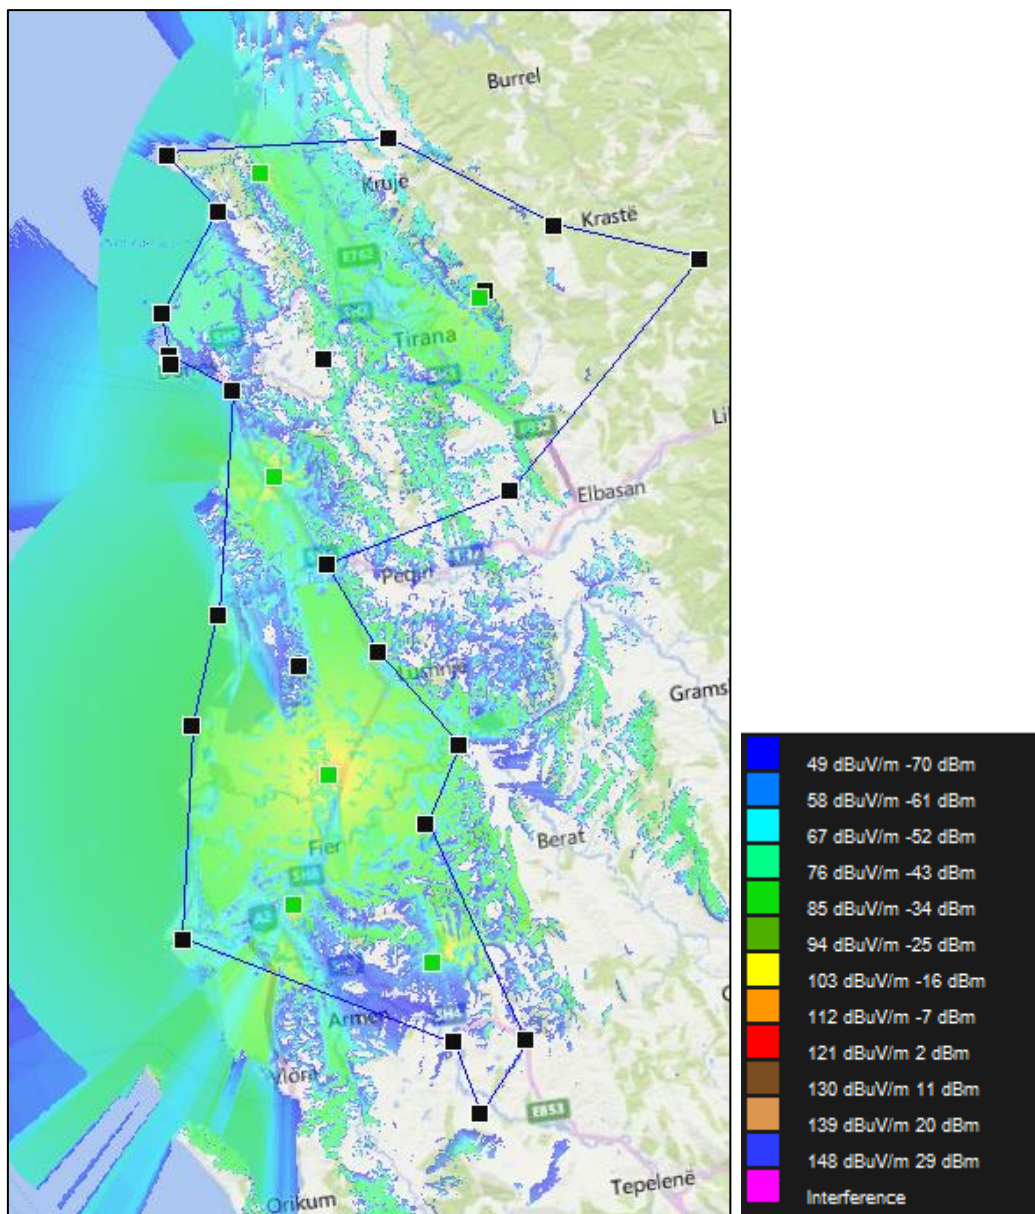 Burrel
Kruje
Krastë
E762
Tirana
Elbasan
Peqin
Lushnje
Gramsh
Berat
Fier
Armen
SH4
Vlöra
E853
Tepelenë
Orikum
49 dBuV/m -70 dBm
58 dBuV/m -61 dBm
67 dBuV/m -52 dBm
76 dBuV/m -43 dBm
85 dBuV/m -34 dBm
94 dBuV/m -25 dBm
103 dBuV/m -16 dBm
112 dBuV/m -7 dBm
121 dBuV/m 2 dBm
130 dBuV/m 11 dBm
139 dBuV/m 20 dBm
148 dBuV/m 29 dBm
Interference